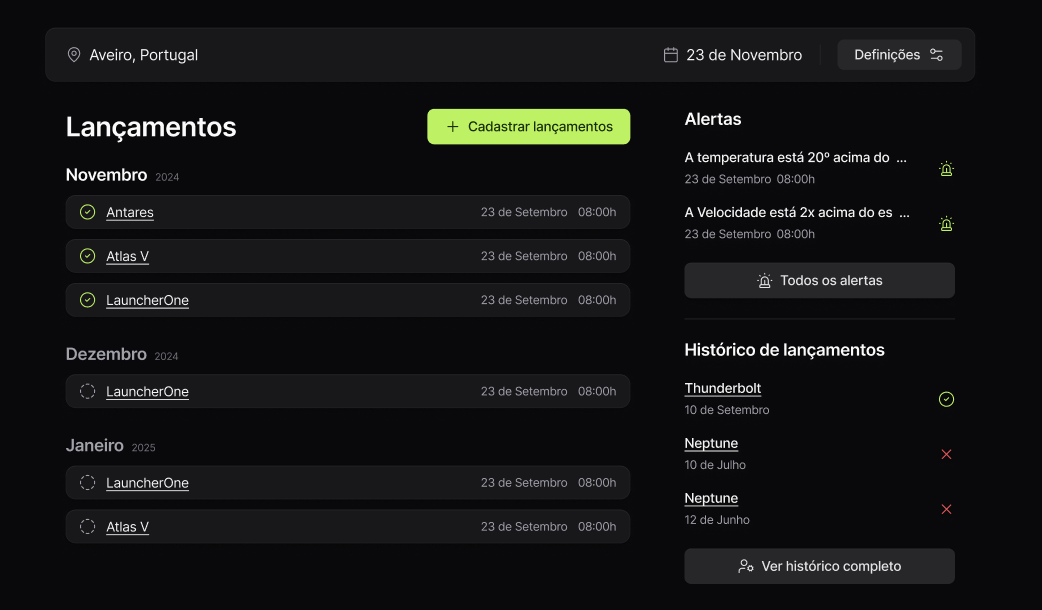 Aveiro, Portugal
23 de Novembro
Definições
Lançamentos
Cadastrar lançamentos
Novembro 2024
Antares 23 de Setembro 08:00h
Atlas V 23 de Setembro 08:00h
LauncherOne 23 de Setembro 08:00h
Dezembro 2024
LauncherOne 23 de Setembro 08:00h
Janeiro 2025
LauncherOne 23 de Setembro 08:00h
Atlas V 23 de Setembro 08:00h
Alertas
A temperatura está 20º acima do ...
23 de Setembro 08:00h
A Velocidade está 2x acima do es ...
23 de Setembro 08:00h
Todos os alertas
Histórico de lançamentos
Thunderbolt
10 de Setembro
Neptune
10 de Julho
Neptune
12 de Junho
Ver histórico completo